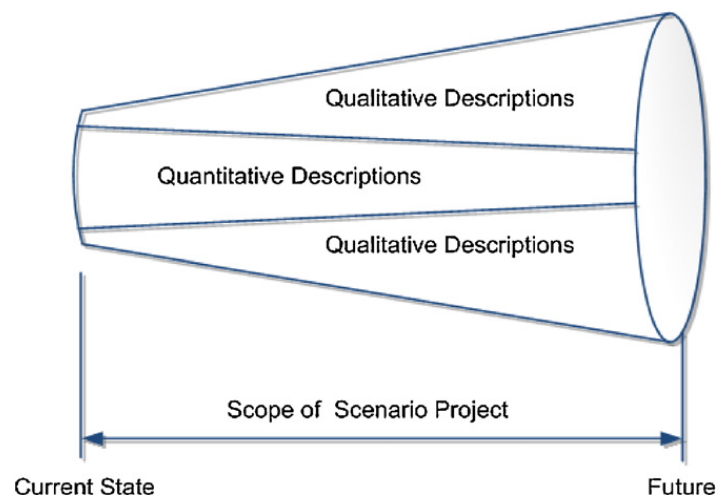 Qualitative Descriptions
Quantitative Descriptions
Qualitative Descriptions
Scope of Scenario Project
Current State
Future